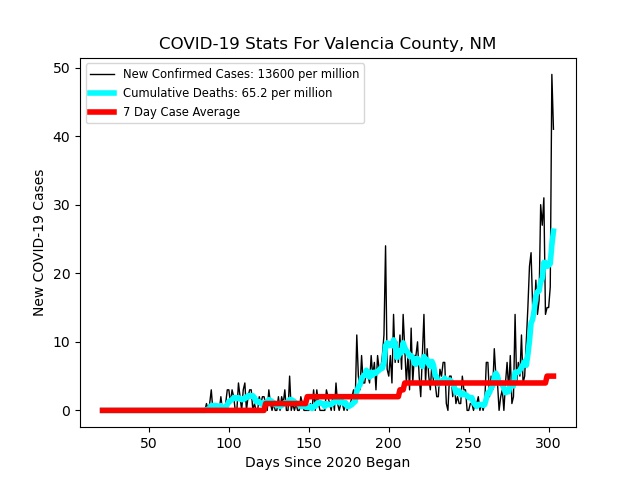 COVID-19 Stats For Valencia County, NM
New Confirmed Cases: 13600 per million
Cumulative Deaths: 65.2 per million
7 Day Case Average
New COVID-19 Cases
50
40
30
20
10
0
50 100 150 200 250 300
Days Since 2020 Began